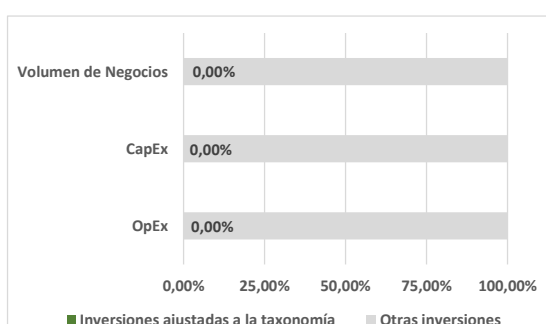 Volumen de Negocios 0,00%
CapEx 0,00%
OpEx 0,00%
0,00% 25,00% 50,00% 75,00% 100,00%
Inversiones ajustadas a la taxonomía Otras inversiones